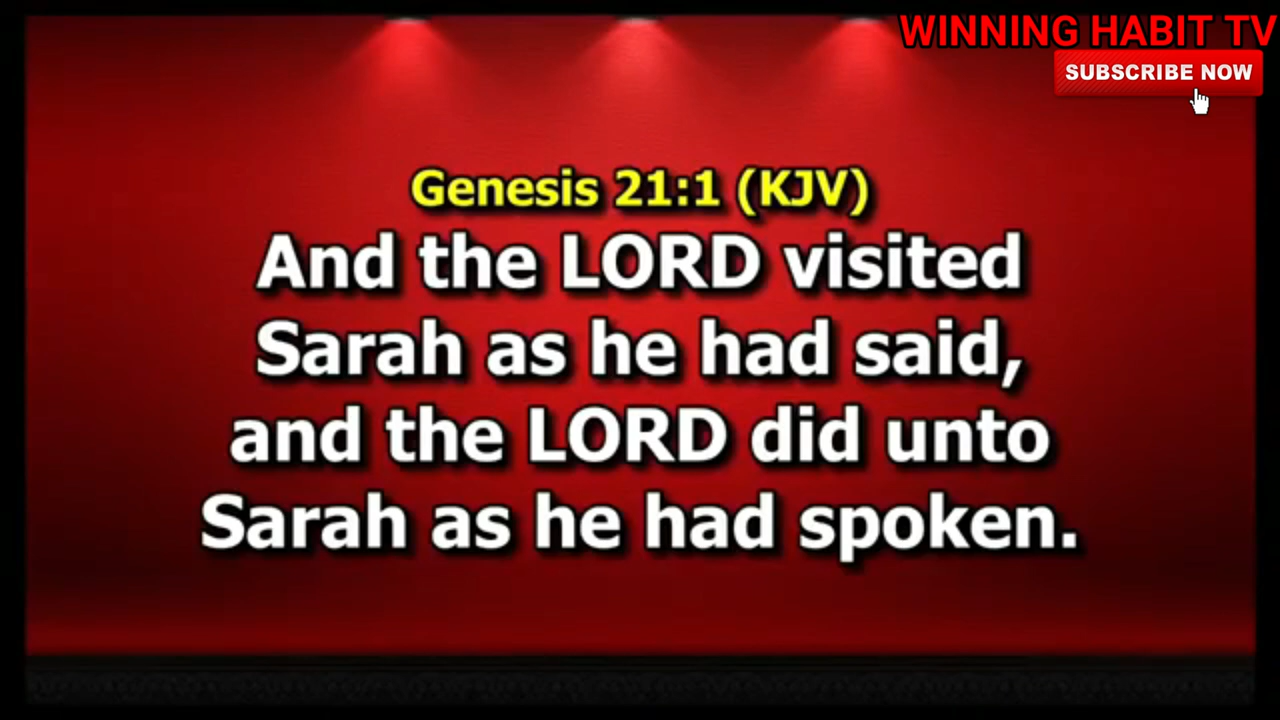 WINNING HABIT TV
SUBSCRIBE NOW
Genesis 21:1 (KJV)
And the LORD visited
Sarah as he had said,
and the LORD did unto
Sarah as he had spoken.